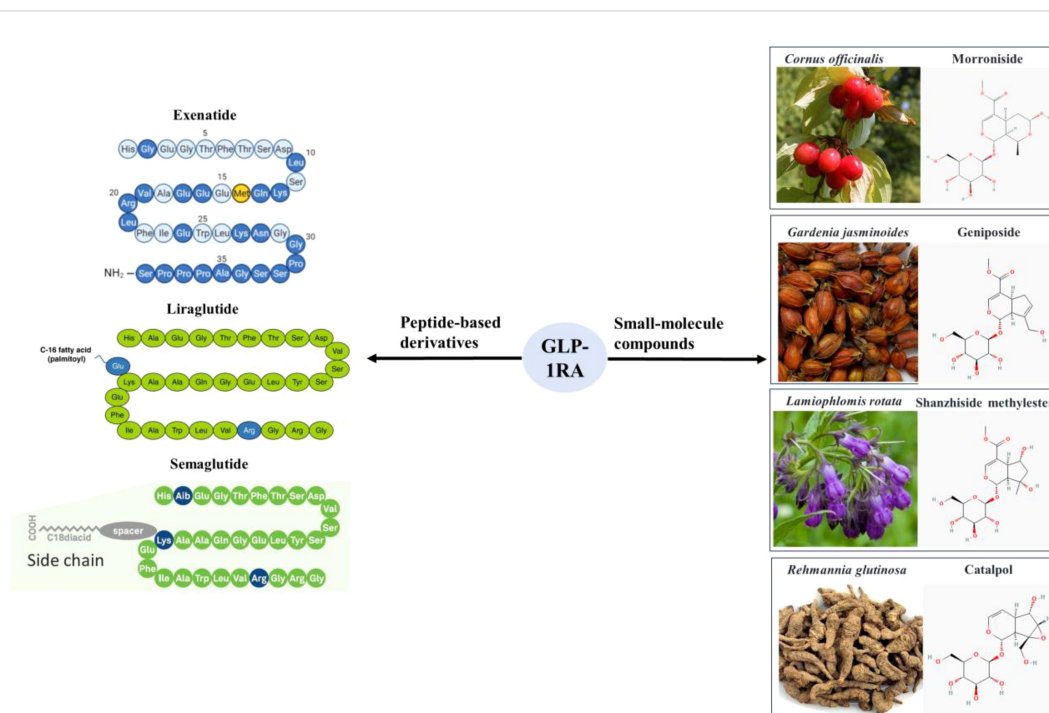 Exenatide
5
His Gly Glu Gly Thr Phe Thr Ser Asp
10
Leu
Ser
15
20
Val Ala Glu Glu Glu Met Gln Lys
Arg
Leu
25
Phe Ile Glu Trp Leu Lys Asn Gly
30
Gly
Pro
35
NH₂ Ser Pro Pro Pro Ala Gly Ser Ser
Liraglutide
His Ala Glu Gly Thr Phe Thr Ser Asp
Val
Ser
C-16 fatty acid
(palmitoyl)
Glu
Lys Ala Ala Gln Gly Glu Leu Tyr Ser
Glu
Phe
Ile Ala Trp Leu Val Arg Gly Arg Gly
Semaglutide
His Aib Glu Gly Thr Phe Thr Ser Asp
Val
Ser
COOH
C18diacid
spacer
Side chain
Lys Ala Ala Gln Gly Glu Leu Tyr Ser
Glu
Phe
Ile Ala Trp Leu Val Arg Gly Arg Gly
Peptide-based
derivatives
GLP-
1RA
Small-molecule
compounds
Cornus officinalis
Morroniside
Gardenia jasminoides
Geniposide
Lamiophlomis rotata
Shanzhiside methylester
Rehmannia glutinosa
Catalpol